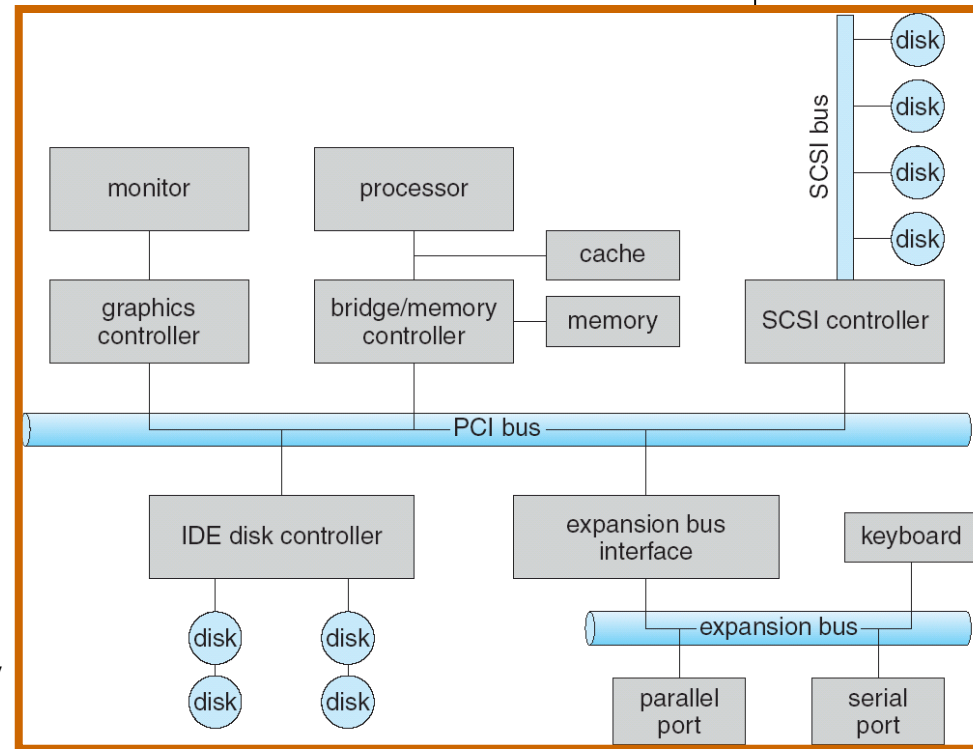 disk
disk
SCSI bus
disk
disk
monitor
processor
cache
graphics
controller
bridge/memory
controller
memory
SCSI controller
PCI bus
IDE disk controller
expansion bus
interface
keyboard
disk
disk
expansion bus
disk
disk
parallel
port
serial
port